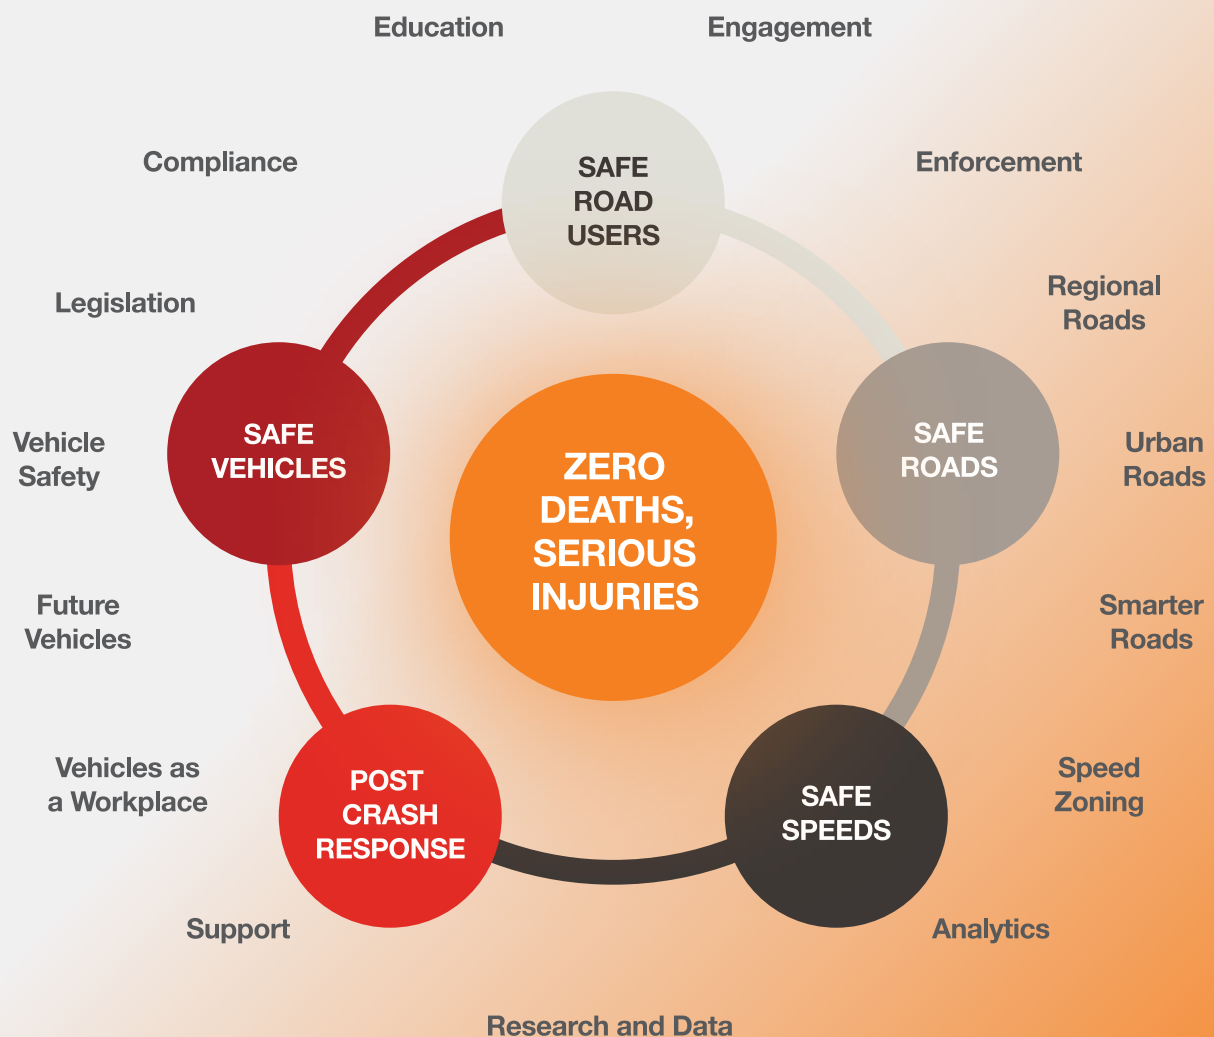 Education
Engagement
Compliance
SAFE
ROAD
USERS
Enforcement
Legislation
Regional
Roads
Vehicle
Safety
SAFE
VEHICLES
ZERO
DEATHS,
SERIOUS
INJURIES
SAFE
ROADS
Urban
Roads
Future
Vehicles
Smarter
Roads
Vehicles as
a Workplace
POST
CRASH
RESPONSE
SAFE
SPEEDS
Speed
Zoning
Support
Analytics
Research and Data